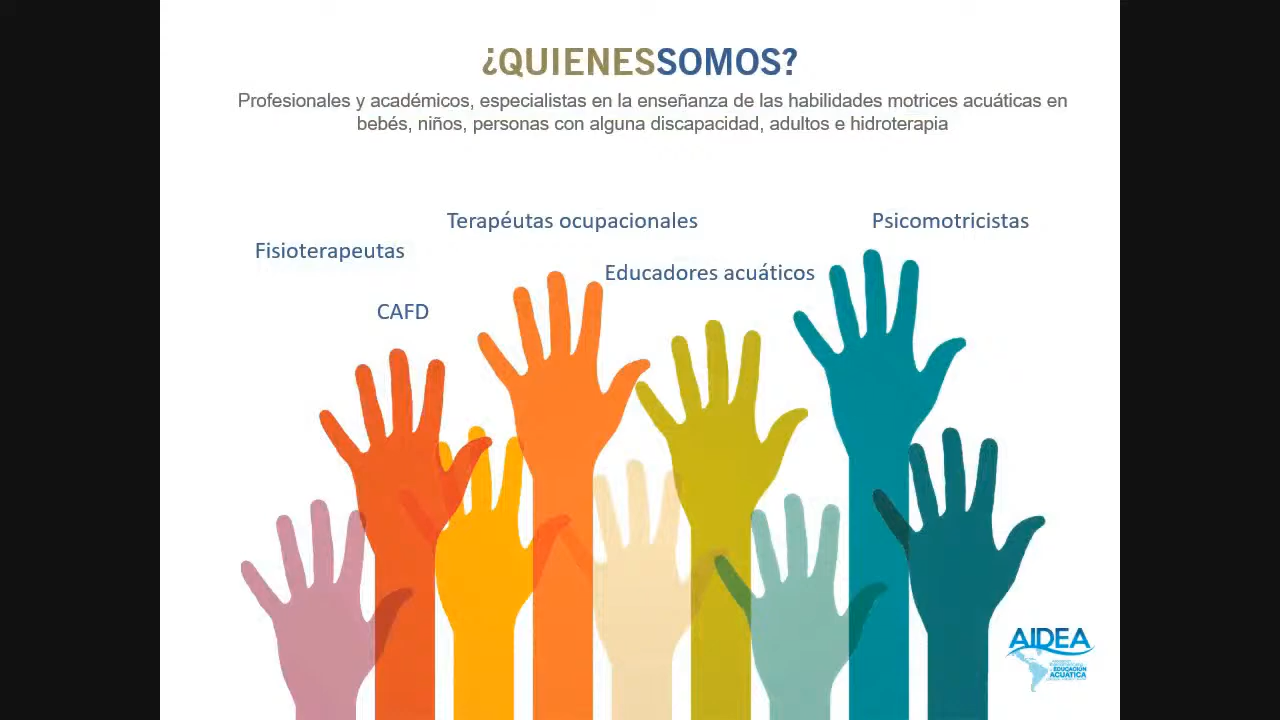 ¿QUIENESSOMOS?
Profesionales y académicos, especialistas en la enseñanza de las habilidades motrices acuáticas en
bebés, niños, personas con alguna discapacidad, adultos e hidroterapia
Terapéutas ocupacionales
Psicomotricistas
Fisioterapeutas
Educadores acuáticos
CAFD
AIDEA
EDUCACIÓN
ACUÁTICA